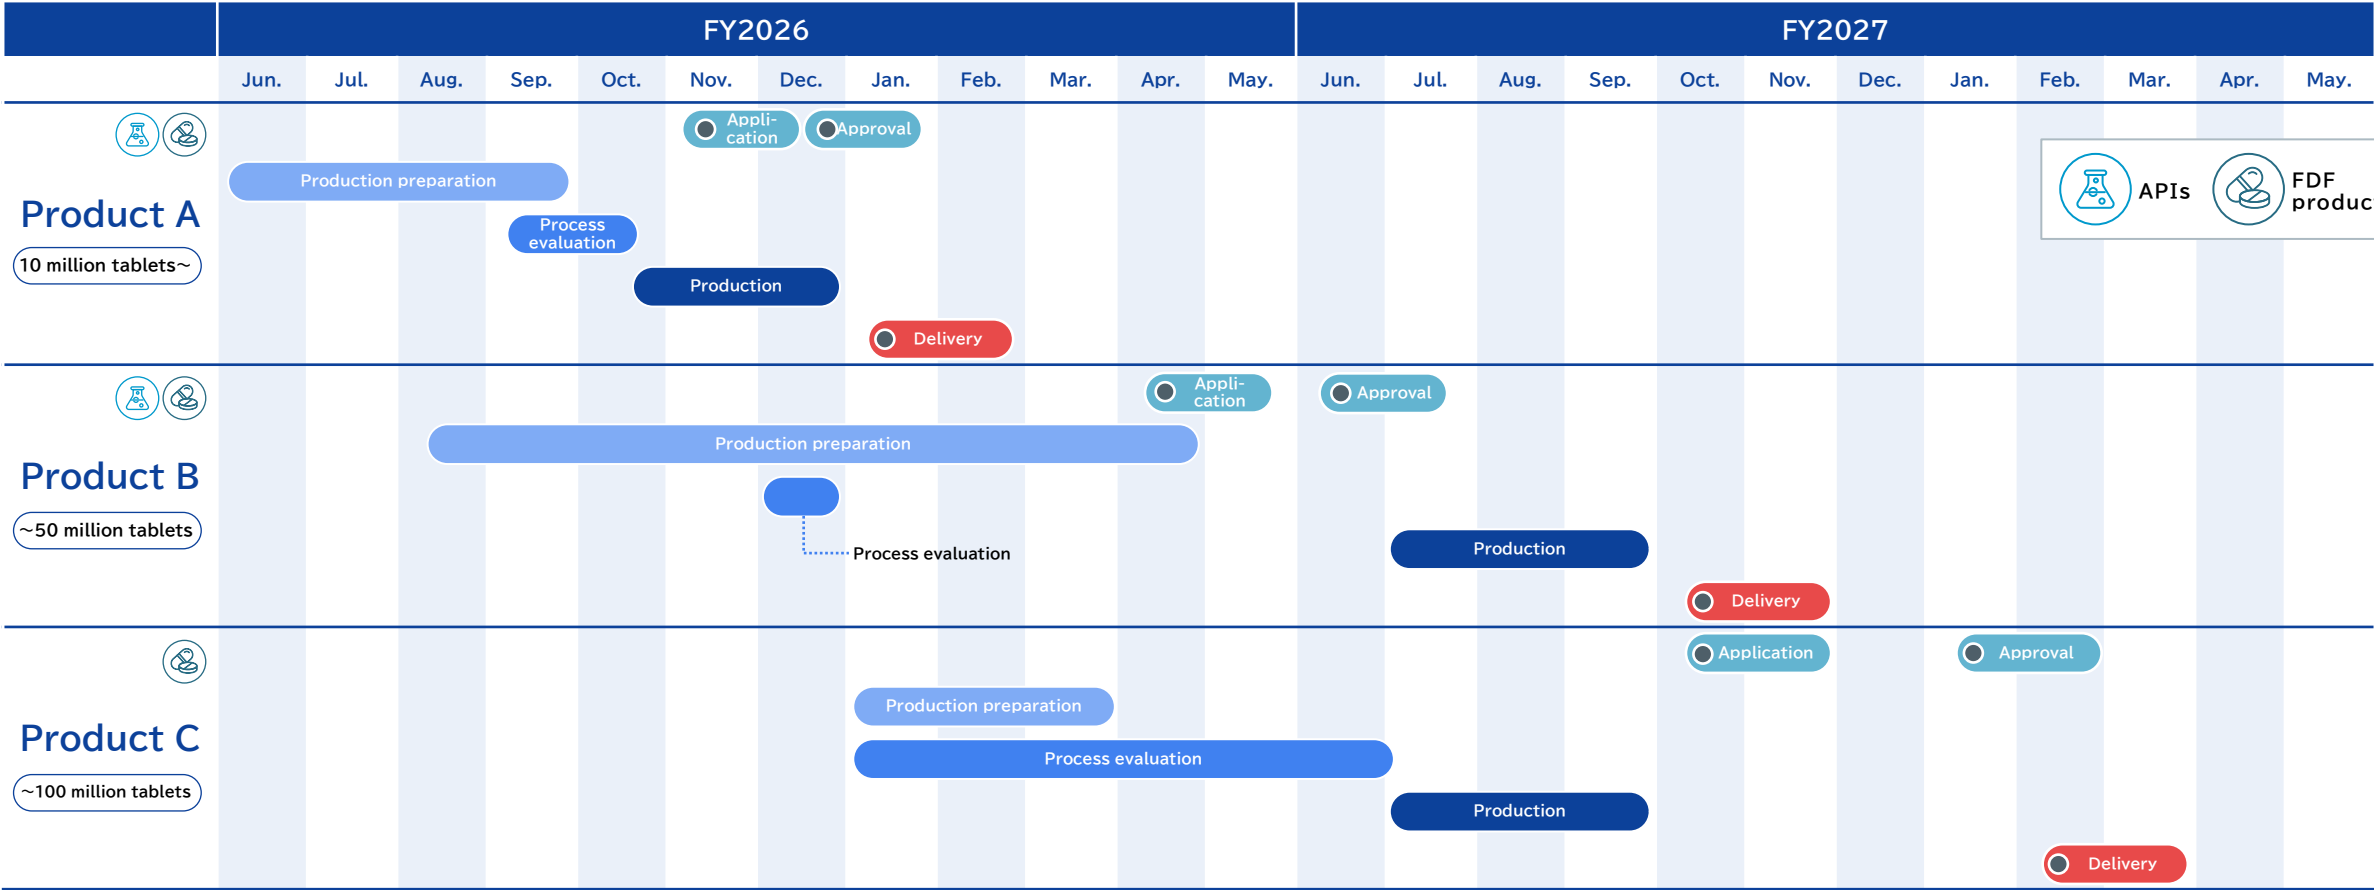 FY2026
FY2027
Jun. Jul. Aug. Sep. Oct. Nov. Dec. Jan. Feb. Mar. Apr. May. Jun. Jul. Aug. Sep. Oct. Nov. Dec. Jan. Feb. Mar. Apr. May.
Product A
10 million tablets~
Appli-
cation
Approval
Production preparation
Process
evaluation
Production
Delivery
APIs
FDF
produc
Product B
~50 million tablets
Appli-
cation
Approval
Production preparation
Process evaluation
Production
Delivery
Product C
~100 million tablets
Application
Approval
Production preparation
Process evaluation
Production
Delivery